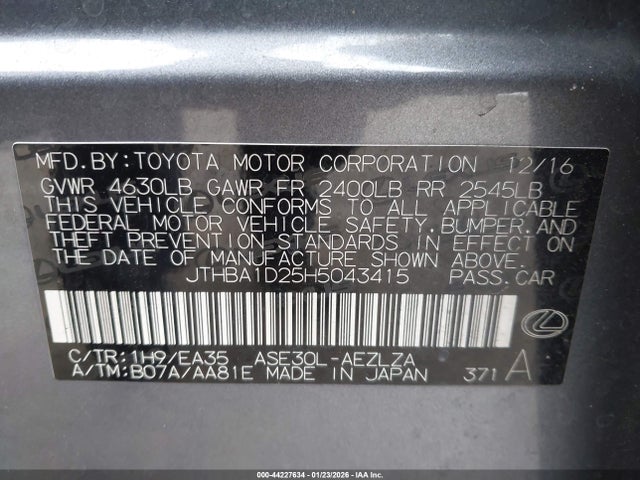 MFD.BY:TOYOTA MOTOR CORPORATION 12/16
GVWR 4630LB GAWR FR 2400LB RR 2545LB
THIS VEHICLE CONFORMS TO ALL APPLICABLE
FEDERAL MOTOR VEHICLE SAFETY,BUMPER,AND
THEFT PREVENTION STANDARDS IN EFFECT ON
THE DATE OF MANUFACTURE SHOWN ABOVE.
JTHBA1D25H5043415 PASS.CAR
C/TR:1H9/EA35 ASE30L-AEZLZA
A/TM:B07A/AA81E MADE IN JAPAN 371 A
000-44227634 | 01/23/2026 - IAAI.COM